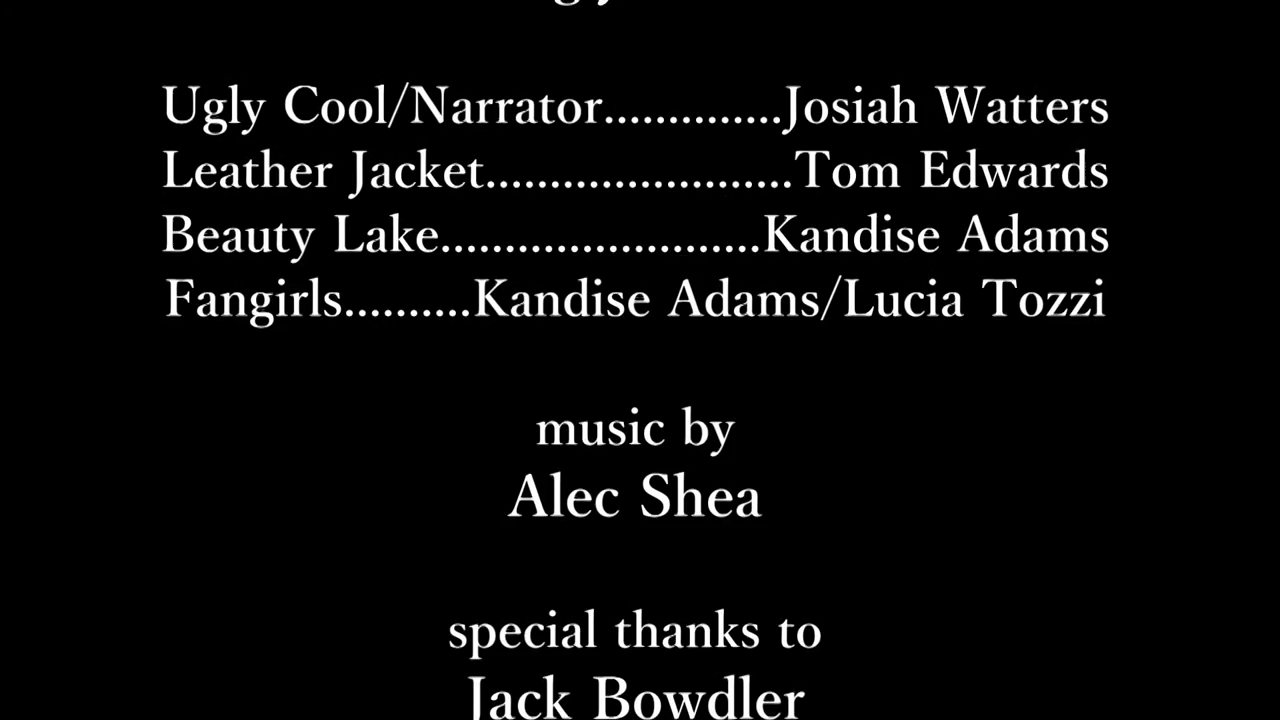 Ugly Cool/Narrator..............Josiah Watters
Leather Jacket........................Tom Edwards
Beauty Lake.........................Kandise Adams
Fangirls..........Kandise Adams/Lucia Tozzi
music by
Alec Shea
special thanks to
Jack Bowdler